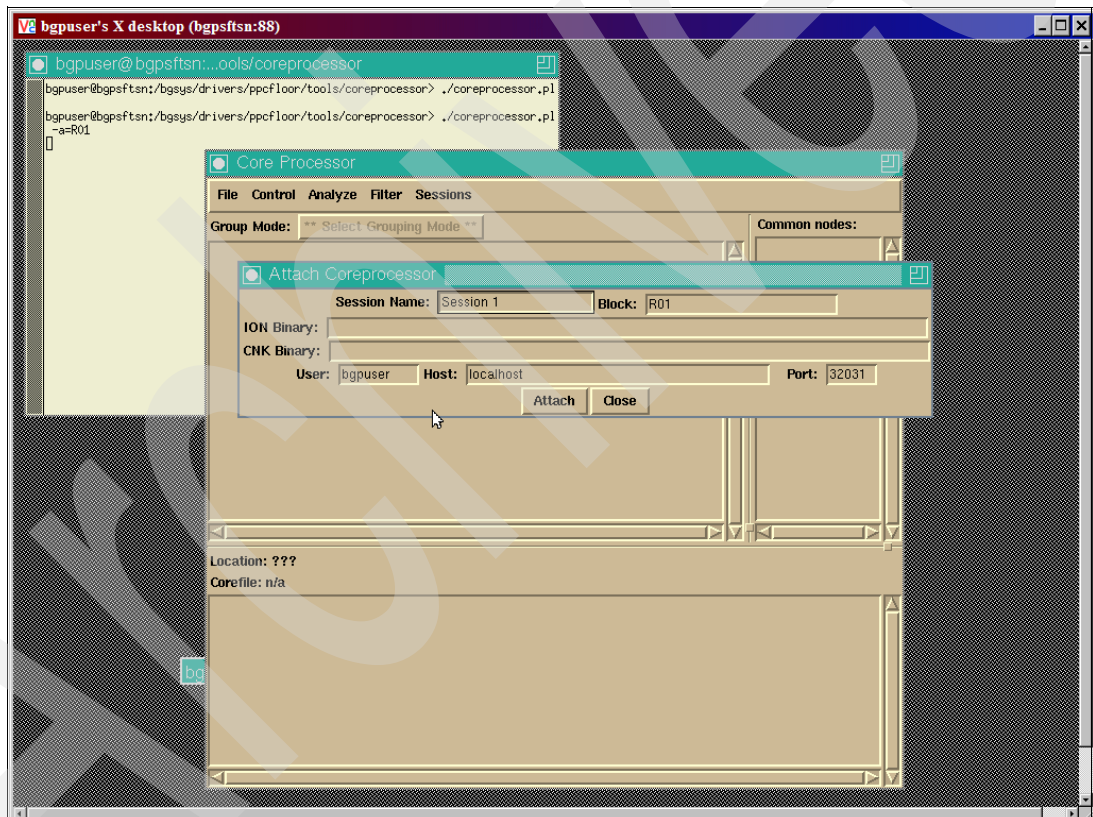 bgpuser's X desktop (bgpsftsn:88)
bgpuser@bgpsftsn:...ools/coreprocessor
bgpuser@bgpsftsn:/bgsys/drivers/ppcfloor/tools/coreprocessor> ./coreprocessor.pl
bgpuser@bgpsftsn:/bgsys/drivers/ppcfloor/tools/coreprocessor> ./coreprocessor.pl
-a=R01
Core Processor
File Control Analyze Filter Sessions
Group Mode: ** Select Grouping Mode ** Common nodes:
Attach Coreprocessor
Session Name: Session 1 Block: R01
ION Binary:
CNK Binary:
User: bgpuser Host: localhost Port: 32031
Attach Close
Location: ???
Corefile: n/a
bg